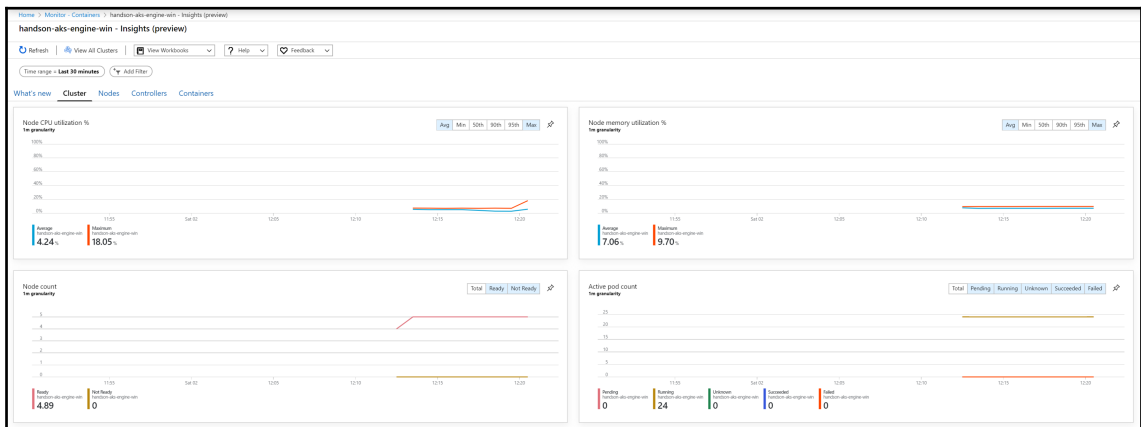 Home > Monitor - Containers > handson-aks-engine-win - Insights (preview)
handson-aks-engine-win - Insights (preview)
Refresh View All Clusters View Workbooks ? Help Feedback
Time range = Last 30 minutes Add Filter
What's new Cluster Nodes Controllers Containers
Node CPU utilization %
1m granularity
Avg Min 50th 90th 95th Max
100%
80%
60%
40%
20%
0%
11:55 Sat 02 12:05 12:10 12:15 12:20
Average Maximum
handson-aks-engine-win handson-aks-engine-win
4.24 % 18.05 %
Node memory utilization %
1m granularity
Avg Min 50th 90th 95th Max
100%
80%
60%
40%
20%
0%
11:55 Sat 02 12:05 12:10 12:15 12:20
Average Maximum
handson-aks-engine-win handson-aks-engine-win
7.06 % 9.70 %
Node count
1m granularity
Total Ready Not Ready
5
4
3
2
1
0
11:55 Sat 02 12:05 12:10 12:15 12:20
Ready Not Ready
handson-aks-engine-win handson-aks-engine-win
4.89 0
Active pod count
1m granularity
Total Pending Running Unknown Succeeded Failed
25
20
15
10
5
0
11:55 Sat 02 12:05 12:10 12:15 12:20
Pending Running Unknown Succeeded Failed
handson-aks-engine-win handson-aks-engine-win handson-aks-engine-win handson-aks-engine-win handson-aks-engine-win
0 24 0 0 0